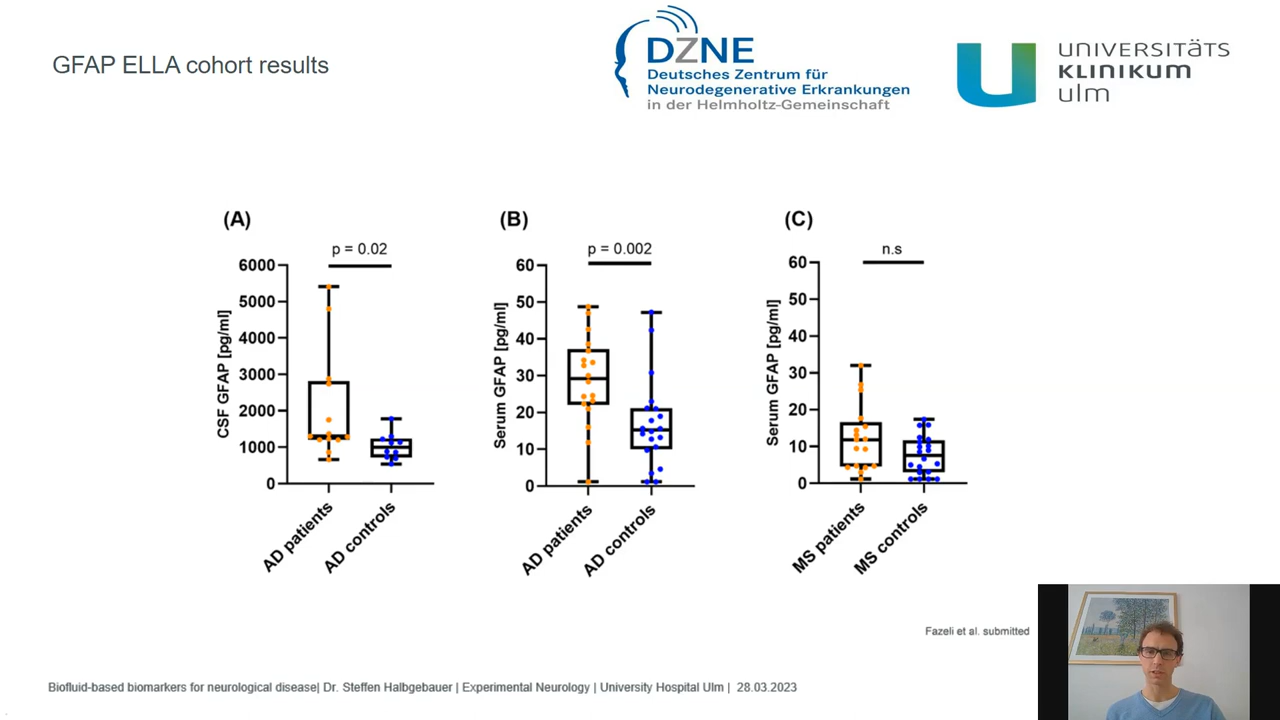 GFAP ELLA cohort results
DZNE
Deutsches Zentrum für
Neurodegenerative Erkrankungen
in der Helmholtz-Gemeinschaft
UNIVERSITÄTS
KLINIKUM
ulm
(A)
p = 0.02
CSF GFAP [pg/ml]
6000
5000
4000
3000
2000
1000
0
AD patients
AD controls
(B)
p = 0.002
Serum GFAP [pg/ml]
60
50
40
30
20
10
0
AD patients
AD controls
(C)
n.s
Serum GFAP [pg/ml]
60
50
40
30
20
10
0
MS patients
MS controls
Fazeli et al. submitted
Biofluid-based biomarkers for neurological disease| Dr. Steffen Halbgebauer | Experimental Neurology | University Hospital Ulm | 28.03.2023